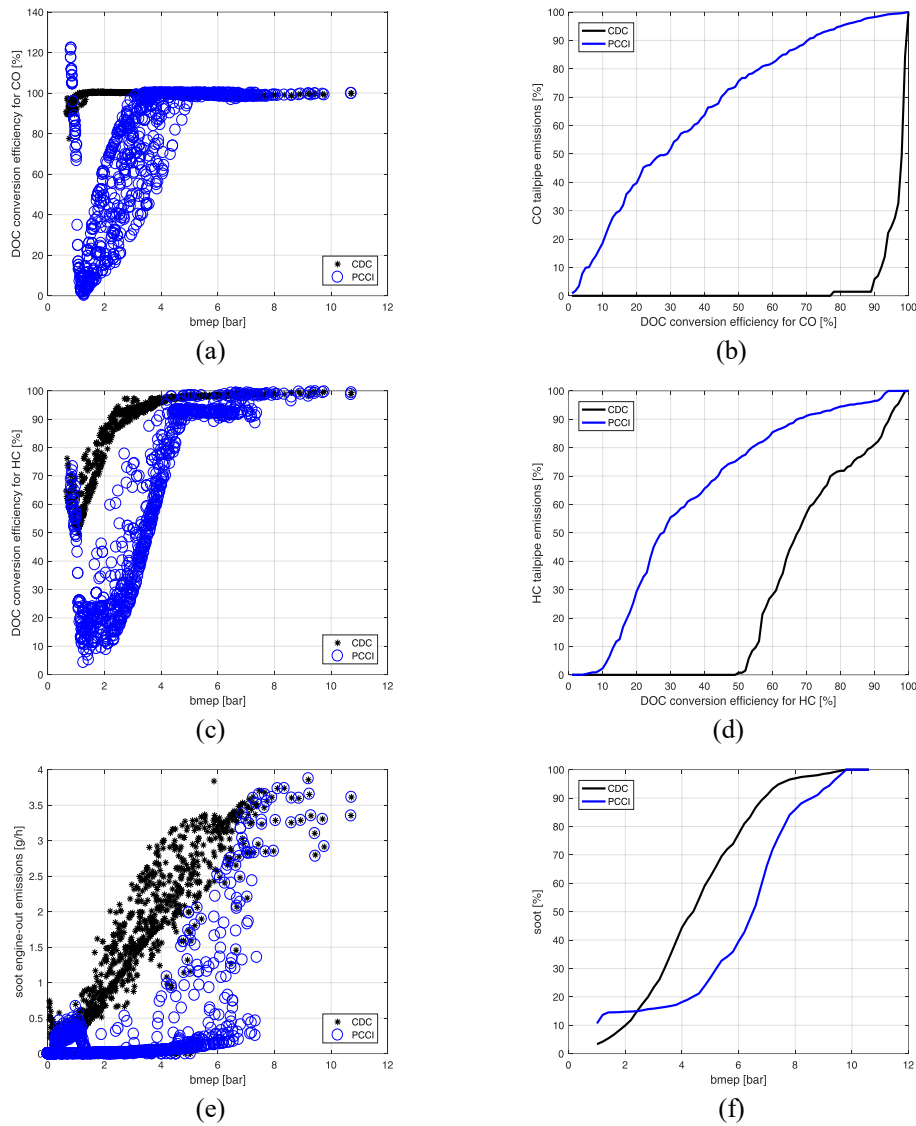 DOC conversion efficiency for CO [%]
140
120
100
80
60
40
20
0
CDC
PCCI
0 2 4 6 8 10 12
bmep [bar]
(a)
CO tailpipe emissions [%]
100
90
80
70
60
50
40
30
20
10
0
CDC
PCCI
0 10 20 30 40 50 60 70 80 90 100
DOC conversion efficiency for CO [%]
(b)
DOC conversion efficiency for HC [%]
100
90
80
70
60
50
40
30
20
10
0
CDC
PCCI
0 2 4 6 8 10 12
bmep [bar]
(c)
HC tailpipe emissions [%]
100
90
80
70
60
50
40
30
20
10
0
CDC
PCCI
0 10 20 30 40 50 60 70 80 90 100
DOC conversion efficiency for HC [%]
(d)
soot engine-out emissions [g/h]
4
3.5
3
2.5
2
1.5
1
0.5
0
CDC
PCCI
0 2 4 6 8 10 12
bmep [bar]
(e)
soot [%]
100
90
80
70
60
50
40
30
20
10
0
CDC
PCCI
0 2 4 6 8 10 12
bmep [bar]
(f)